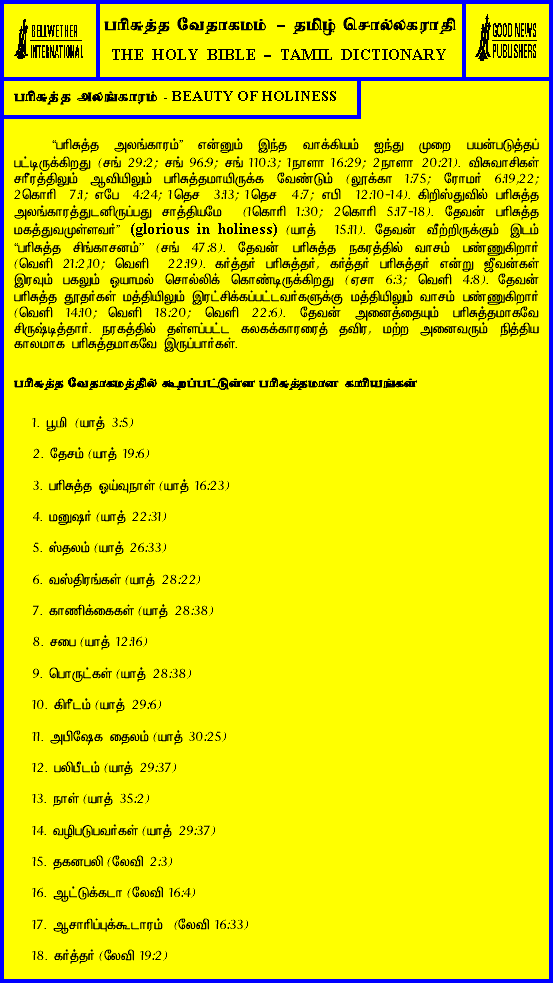 BELLWETHER
INTERNATIONAL
பரிசுத்த வேதாகமம் – தமிழ் சொல்லகராதி
THE HOLY BIBLE – TAMIL DICTIONARY
GOOD NEWS
PUBLISHERS
பரிசுத்த அலங்காரம் - BEAUTY OF HOLINESS
“பரிசுத்த அலங்காரம்” என்னும் இந்த வாக்கியம் ஐந்து முறை பயன்படுத்தப்
பட்டிருக்கிறது (சங் 29:2; சங் 96:9; சங் 110:3; 1நாளா 16:29; 2நாளா 20:21). விசுவாசிகள்
சரீரத்திலும் ஆவியிலும் பரிசுத்தமாயிருக்க வேண்டும் (லூக்கா 1:75; ரோமர் 6:19,22;
2கொரி 7:1; எபே 4:24; 1தெச 3:13; 1தெச 4:7; எபி 12:10-14). கிறிஸ்துவில் பரிசுத்த
அலங்காரத்துடனிருப்பது சாத்தியமே (1கொரி 1:30; 2கொரி 5:17-18). தேவன் பரிசுத்த
மகத்துவமுள்ளவர்” (glorious in holiness) (யாத் 15:11). தேவன் வீற்றிருக்கும் இடம்
“பரிசுத்த சிங்காசனம்” (சங் 47:8). தேவன் பரிசுத்த நகரத்தில் வாசம் பண்ணுகிறார்
(வெளி 21:2,10; வெளி 22:19). கர்த்தர் பரிசுத்தர், கர்த்தர் பரிசுத்தர் என்று ஜீவன்கள்
இரவும் பகலும் ஓயாமல் சொல்லிக் கொண்டிருக்கிறது (ஏசா 6:3; வெளி 4:8). தேவன்
பரிசுத்த தூதர்கள் மத்தியிலும் இரட்சிக்கப்பட்டவர்களுக்கு மத்தியிலும் வாசம் பண்ணுகிறார்
(வெளி 14:10; வெளி 18:20; வெளி 22:6). தேவன் அனைத்தையும் பரிசுத்தமாகவே
சிருஷ்டித்தார். நரகத்தில் தள்ளப்பட்ட கலகக்காரரைத் தவிர, மற்ற அனைவரும் நித்திய
காலமாக பரிசுத்தமாகவே இருப்பார்கள்.
பரிசுத்த வேதாகமத்தில் கூறப்பட்டுள்ள பரிசுத்தமான காரியங்கள்
1. பூமி (யாத் 3:5)
2. தேசம் (யாத் 19:6)
3. பரிசுத்த ஓய்வுநாள் (யாத் 16:23)
4. மனுஷர் (யாத் 22:31)
5. ஸ்தலம் (யாத் 26:33)
6. வஸ்திரங்கள் (யாத் 28:22)
7. காணிக்கைகள் (யாத் 28:38)
8. சபை (யாத் 12:16)
9. பொருட்கள் (யாத் 28:38)
10. கிரீடம் (யாத் 29:6)
11. அபிஷேக தைலம் (யாத் 30:25)
12. பலிபீடம் (யாத் 29:37)
13. நாள் (யாத் 35:2)
14. வழிபடுபவர்கள் (யாத் 29:37)
15. தகனபலி (லேவி 2:3)
16. ஆட்டுக்கடா (லேவி 16:4)
17. ஆசாரிப்புக்கூடாரம் (லேவி 16:33)
18. கர்த்தர் (லேவி 19:2)